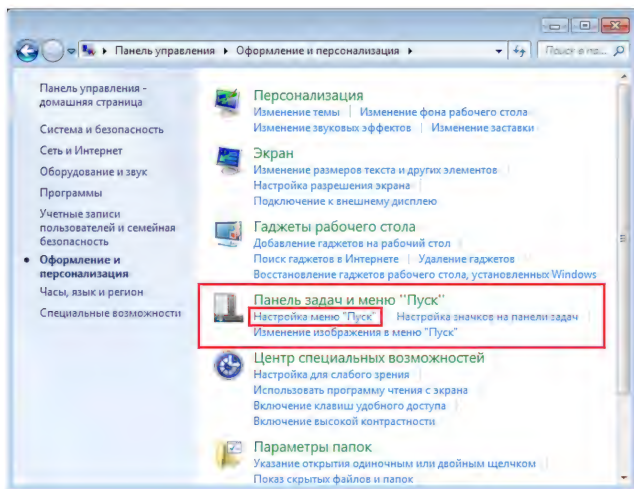 Панель управления ▸ Оформление и персонализация ▸
Поиск в па...
Панель управления -
домашняя страница
Система и безопасность
Сеть и Интернет
Оборудование и звук
Программы
Учетные записи
пользователей и семейная
безопасность
Оформление и
персонализация
Часы, язык и регион
Специальные возможности
Персонализация
Изменение темы | Изменение фона рабочего стола
Изменение звуковых эффектов | Изменение заставки
Экран
Изменение размеров текста и других элементов
Настройка разрешения экрана
Подключение к внешнему дисплею
Гаджеты рабочего стола
Добавление гаджетов на рабочий стол
Поиск гаджетов в Интернете | Удаление гаджетов
Восстановление гаджетов рабочего стола, установленных Windows
Панель задач и меню "Пуск"
Настройка меню "Пуск" Настройка значков на панели задач
Изменение изображения в меню "Пуск"
Центр специальных возможностей
Настройка для слабого зрения
Использовать программу чтения с экрана
Включение клавиш удобного доступа
Включение высокой контрастности
Параметры папок
Указание открытия одиночным или двойным щелчком
Показ скрытых файлов и папок